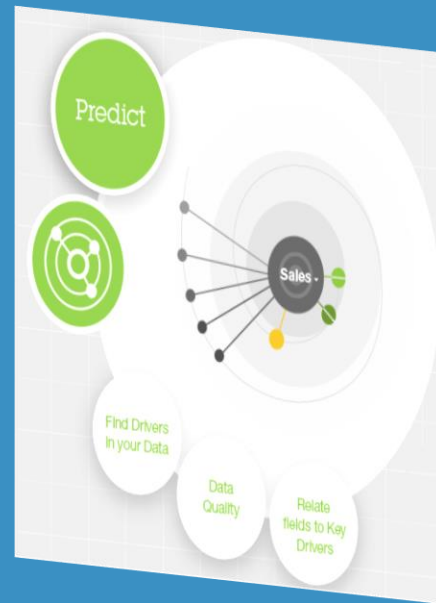 Predict
Sales -
Find Drivers
in your Data
Data
Quality
Relate
fields to Key
Drivers